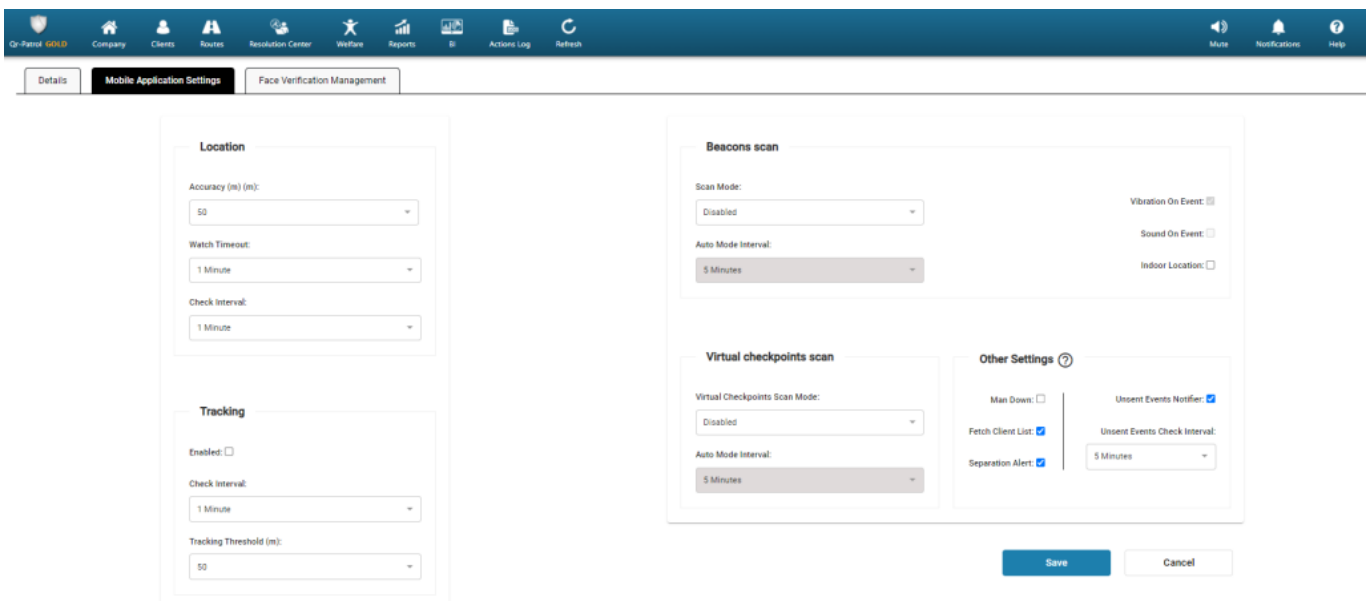 Qr-Patrol GOLD
Company
Clients
Routes
Resolution Center
Welfare
Reports
BI
Actions Log
Refresh
Mute
Notifications
Help
Details
Mobile Application Settings
Face Verification Management
Location
Accuracy (m) (m):
50
Watch Timeout:
1 Minute
Check Interval:
1 Minute
Tracking
Enabled:
Check Interval:
1 Minute
Tracking Threshold (m):
50
Beacons scan
Scan Mode:
Disabled
Auto Mode Interval:
5 Minutes
Vibration On Event:
Sound On Event:
Indoor Location:
Virtual checkpoints scan
Virtual Checkpoints Scan Mode:
Disabled
Auto Mode Interval:
5 Minutes
Other Settings ?
Man Down:
Fetch Client List:
Separation Alert:
Unsent Events Notifier:
Unsent Events Check Interval:
5 Minutes
Save
Cancel